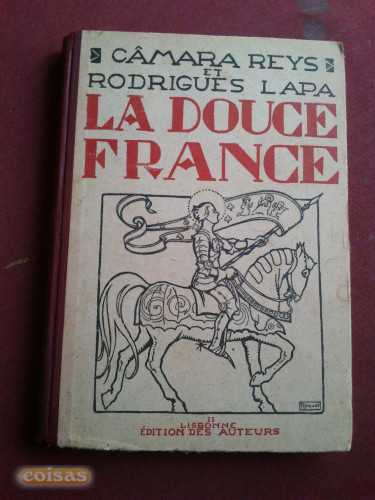 CÂMARA REYS
ET
RODRIGUES LAPA
LA DOUCE
FRANCE
II
LISBONNE
ÉDITION DES AUTEURS
coisas